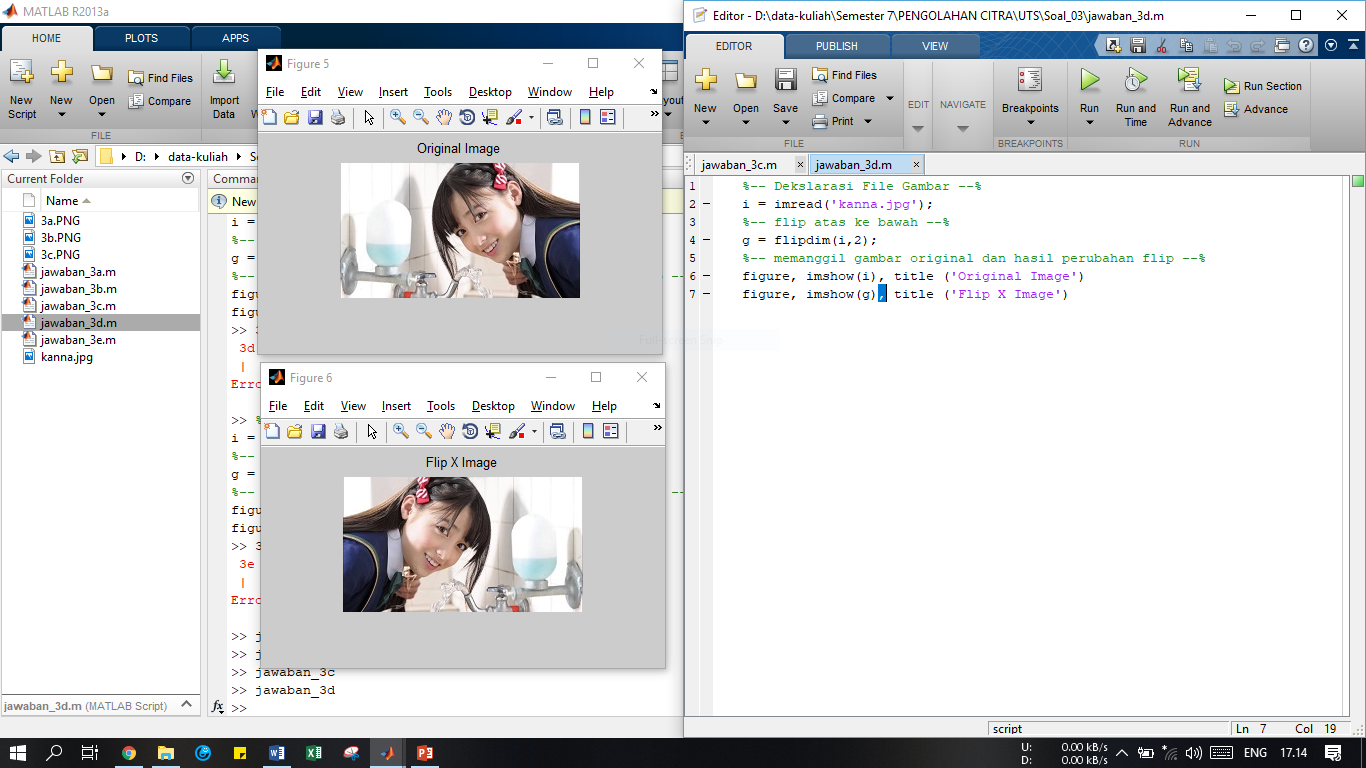 MATLAB R2013a
HOME
PLOTS
APPS
New Script
New
Open
Find Files
Compare
Import Data
FILE
D: ▸ data-kuliah ▸
Current Folder
Name
3a.PNG
3b.PNG
3c.PNG
jawaban_3a.m
jawaban_3b.m
jawaban_3c.m
jawaban_3d.m
jawaban_3e.m
kanna.jpg
jawaban_3d.m (MATLAB Script)
New
i =
%--
g =
%--
>> 3
3d
|
>> %
i =
%--
g =
%--
--
>> 3
3e
|
>> j
>> j
>> jawaban_3c
>> jawaban_3d
>>
fx
Figure 5
File Edit View Insert Tools Desktop Window Help
Original Image
Figure 6
File Edit View Insert Tools Desktop Window Help
Flip X Image
Editor - D:\data-kuliah\Semester 7\PENGOLAHAN CITRA\UTS\Soal_03\jawaban_3d.m
EDITOR
PUBLISH
VIEW
New
Open
Save
Find Files
Compare
Print
EDIT
NAVIGATE
Breakpoints
Run
Run and Time
Run and Advance
Run Section
Advance
FILE
BREAKPOINTS
RUN
jawaban_3c.m ×
jawaban_3d.m ×
1 %-- Dekslarasi File Gambar --%
2 – i = imread('kanna.jpg');
3 %-- flip atas ke bawah --%
4 – g = flipdim(i,2);
5 %-- memanggil gambar original dan hasil perubahan flip --%
6 – figure, imshow(i), title ('Original Image')
7 – figure, imshow(g), title ('Flip X Image')
script
Ln 7 Col 19
U: 0.00 kB/s
D: 0.00 kB/s
ENG
17.14